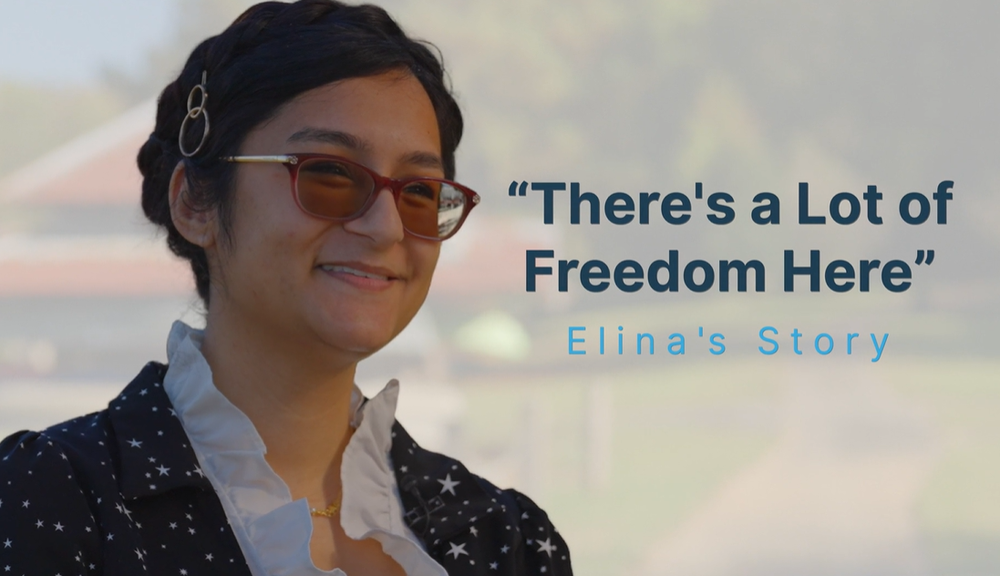 “There's a Lot of
Freedom Here”
Elina's Story